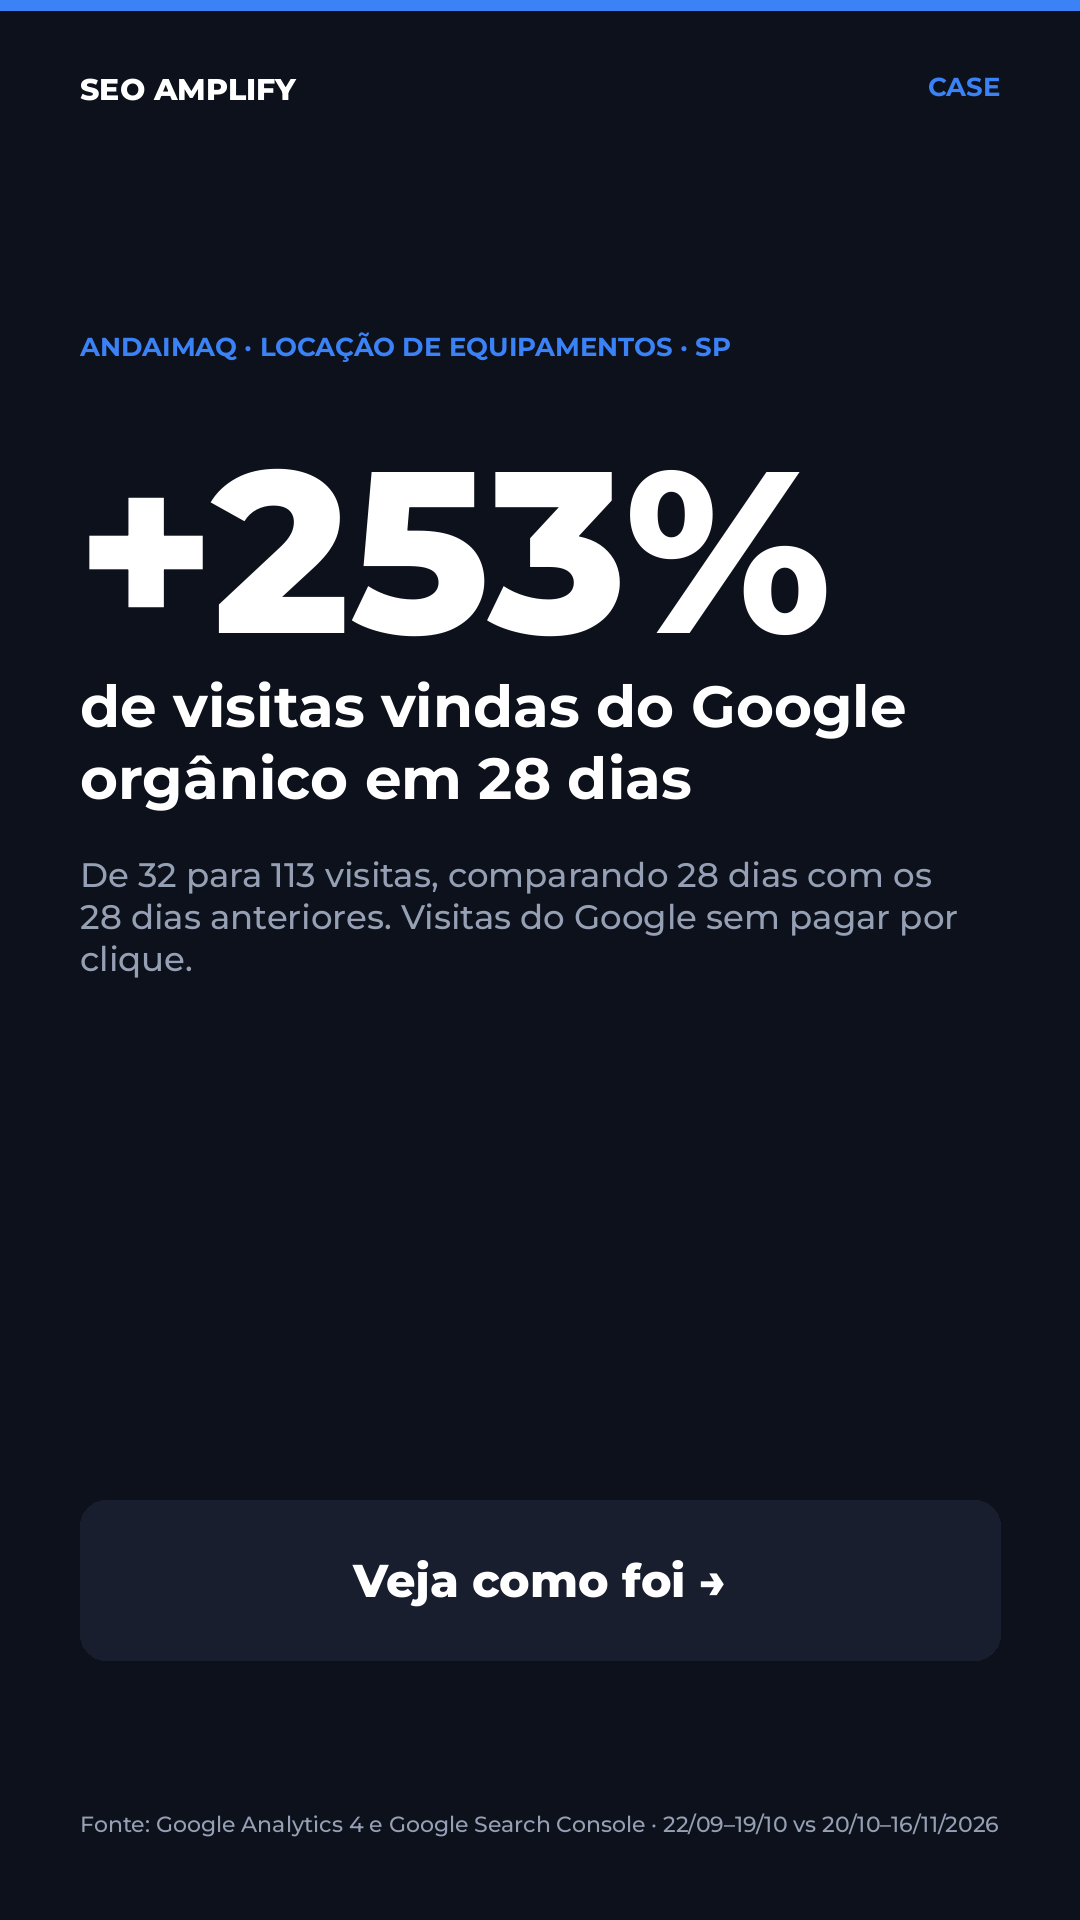 SEO AMPLIFY
CASE
ANDAIMAQ · LOCAÇÃO DE EQUIPAMENTOS · SP
+253%
de visitas vindas do Google
orgânico em 28 dias
De 32 para 113 visitas, comparando 28 dias com os
28 dias anteriores. Visitas do Google sem pagar por
clique.
Veja como foi →
Fonte: Google Analytics 4 e Google Search Console · 22/09–19/10 vs 20/10–16/11/2026